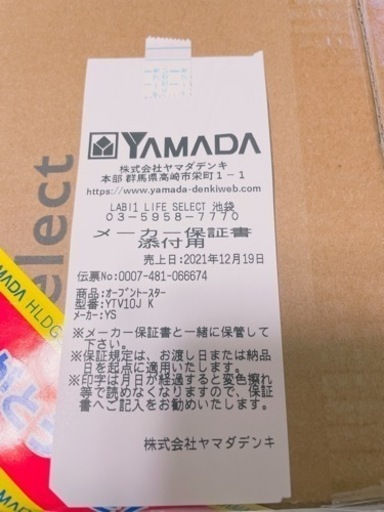 YAMADA
株式会社ヤマダデンキ
本部 群馬県高崎市栄町1-1
https://www.yamada-denkiweb.com
LABI1 LIFE SELECT 池袋
03-5958-7770
メーカー保証書
添付用
売上日:2021年12月19日
伝票No:0007-481-066674
商品:オーブントースター
型番:YTV10J K
メーカー:YS
※メーカー保証書と一緒に保管して
下さい。
※保証規定は、お渡し日または納品
日を起点に適用いたします。
※印字は月日が経過すると変色擦れ
等で読めなくなりますので、保証
書へご記入をお勧めいたします。
株式会社ヤマダデンキ
elect
YAMADA HLDG